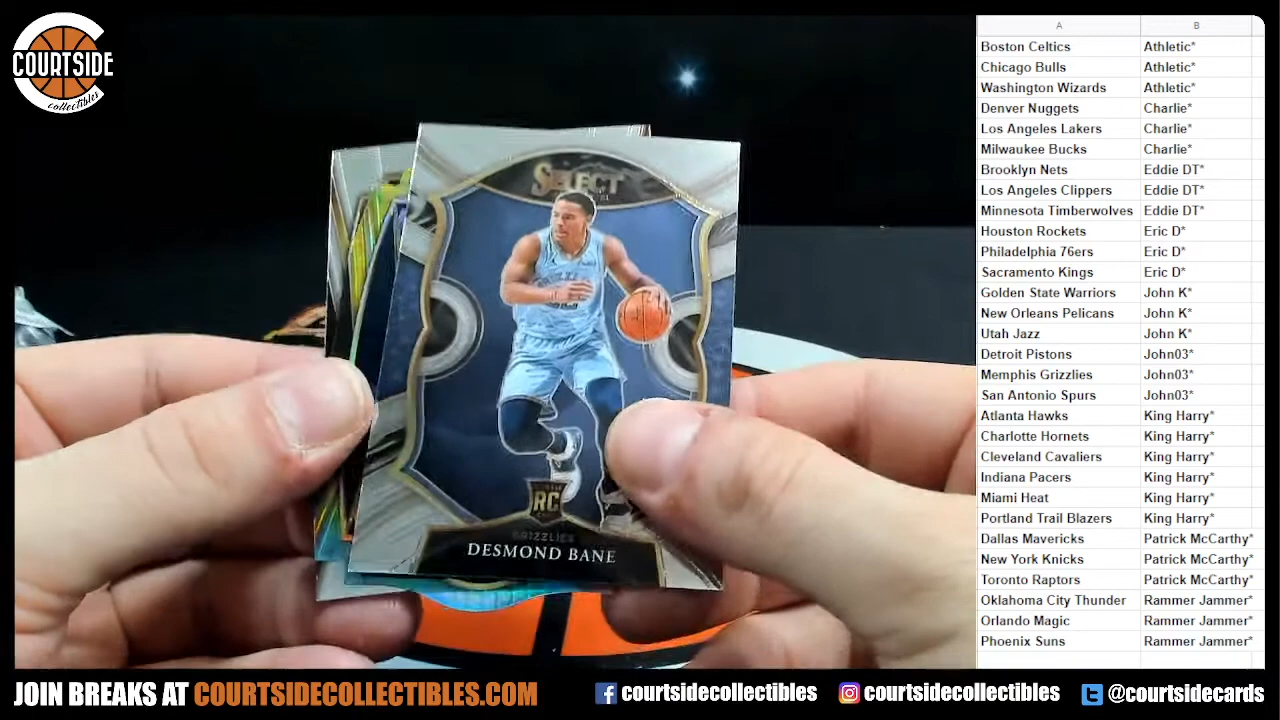 COURTSIDE
collectibles
SELECT
RC
GRIZZLIES
DESMOND BANE
A B
Boston Celtics Athletic*
Chicago Bulls Athletic*
Washington Wizards Athletic*
Denver Nuggets Charlie*
Los Angeles Lakers Charlie*
Milwaukee Bucks Charlie*
Brooklyn Nets Eddie DT*
Los Angeles Clippers Eddie DT*
Minnesota Timberwolves Eddie DT*
Houston Rockets Eric D*
Philadelphia 76ers Eric D*
Sacramento Kings Eric D*
Golden State Warriors John K*
New Orleans Pelicans John K*
Utah Jazz John K*
Detroit Pistons John03*
Memphis Grizzlies John03*
San Antonio Spurs John03*
Atlanta Hawks King Harry*
Charlotte Hornets King Harry*
Cleveland Cavaliers King Harry*
Indiana Pacers King Harry*
Miami Heat King Harry*
Portland Trail Blazers King Harry*
Dallas Mavericks Patrick McCarthy*
New York Knicks Patrick McCarthy*
Toronto Raptors Patrick McCarthy*
Oklahoma City Thunder Rammer Jammer*
Orlando Magic Rammer Jammer*
Phoenix Suns Rammer Jammer*
JOIN BREAKS AT COURTSIDECOLLECTIBLES.COM courtsidecollectibles courtsidecollectibles @courtsidecards